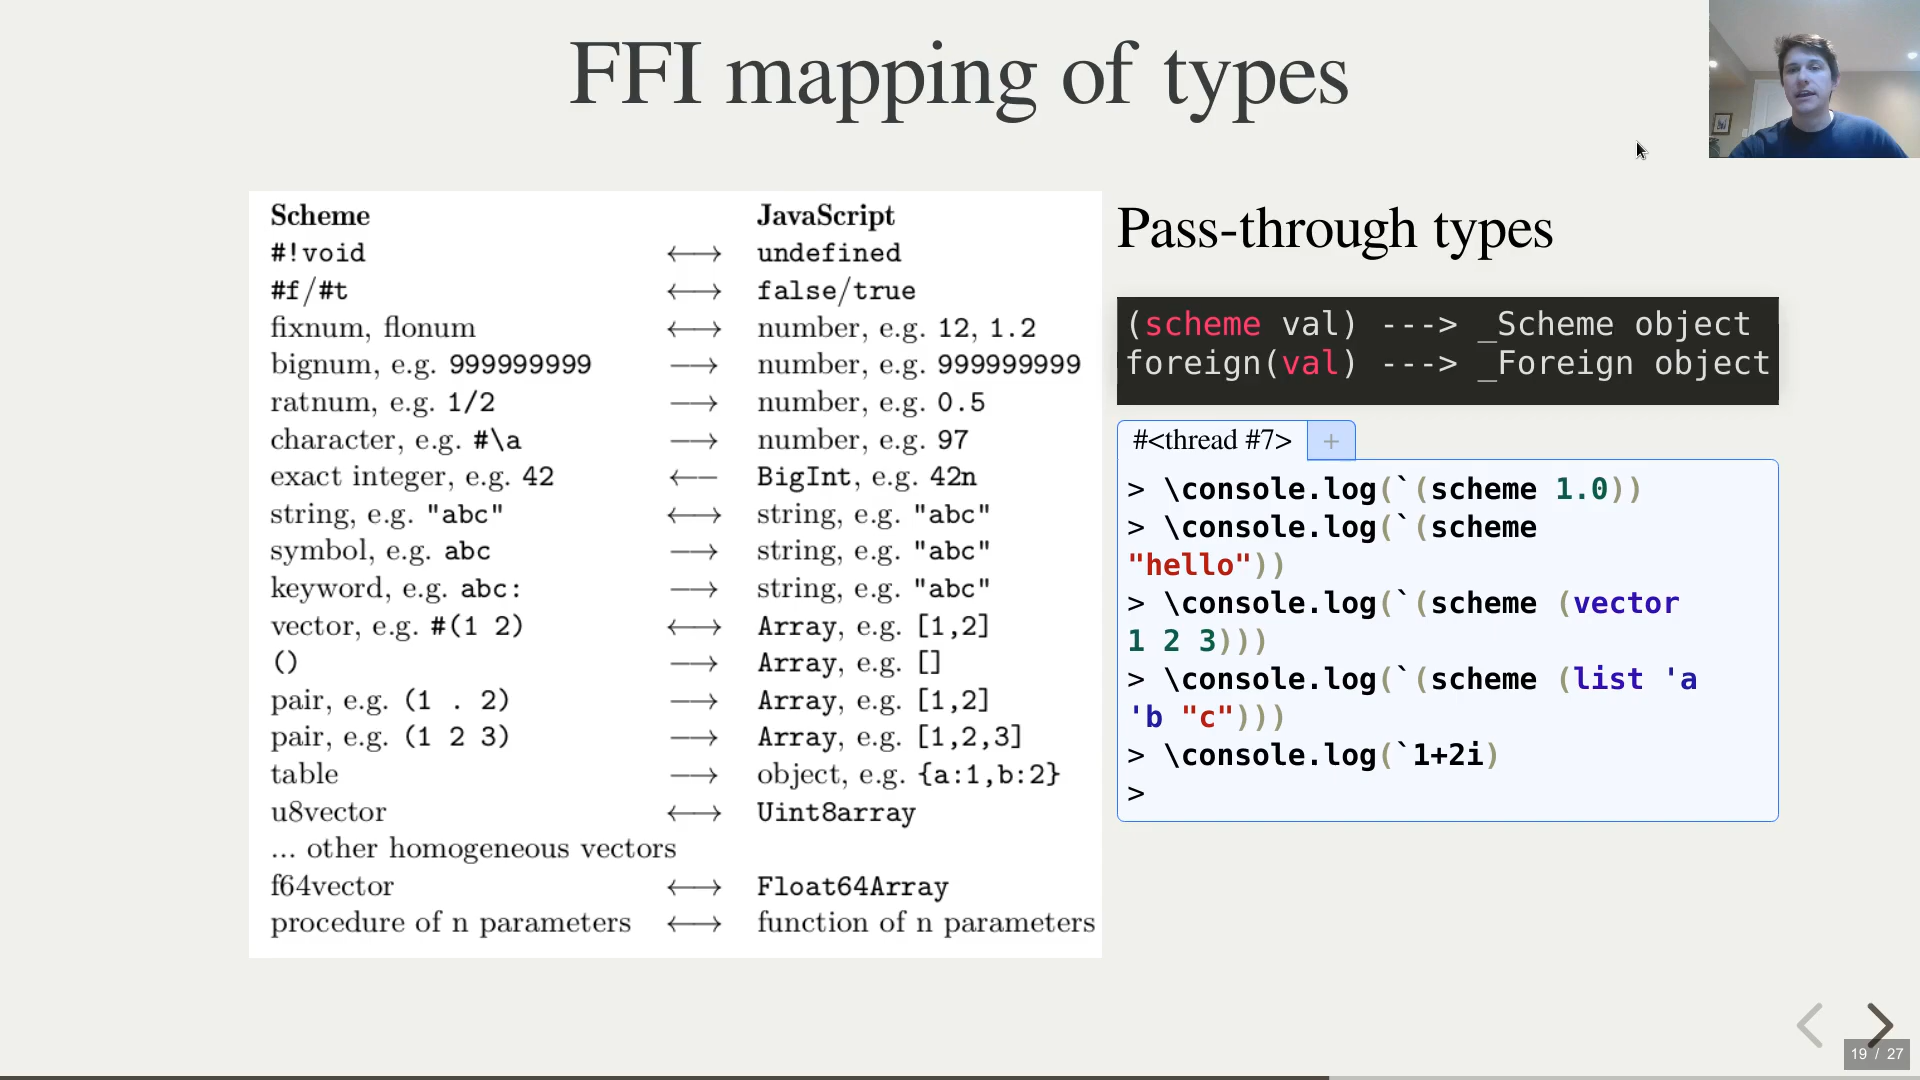 FFI mapping of types
Scheme JavaScript
#!void ⟷ undefined
#f/#t ⟷ false/true
fixnum, flonum ⟷ number, e.g. 12, 1.2
bignum, e.g. 999999999 ⟶ number, e.g. 999999999
ratnum, e.g. 1/2 ⟶ number, e.g. 0.5
character, e.g. #\a ⟶ number, e.g. 97
exact integer, e.g. 42 ⟵ BigInt, e.g. 42n
string, e.g. "abc" ⟷ string, e.g. "abc"
symbol, e.g. abc ⟶ string, e.g. "abc"
keyword, e.g. abc: ⟶ string, e.g. "abc"
vector, e.g. #(1 2) ⟷ Array, e.g. [1,2]
() ⟶ Array, e.g. []
pair, e.g. (1 . 2) ⟶ Array, e.g. [1,2]
pair, e.g. (1 2 3) ⟶ Array, e.g. [1,2,3]
table ⟶ object, e.g. {a:1,b:2}
u8vector ⟷ Uint8array
... other homogeneous vectors
f64vector ⟷ Float64Array
procedure of n parameters ⟷ function of n parameters
Pass-through types
(scheme val) ---> _Scheme object
foreign(val) ---> _Foreign object
#<thread #7> +
> \console.log(`(scheme 1.0))
> \console.log(`(scheme
"hello"))
> \console.log(`(scheme (vector
1 2 3)))
> \console.log(`(scheme (list 'a
'b "c")))
> \console.log(`1+2i)
>
19 / 27